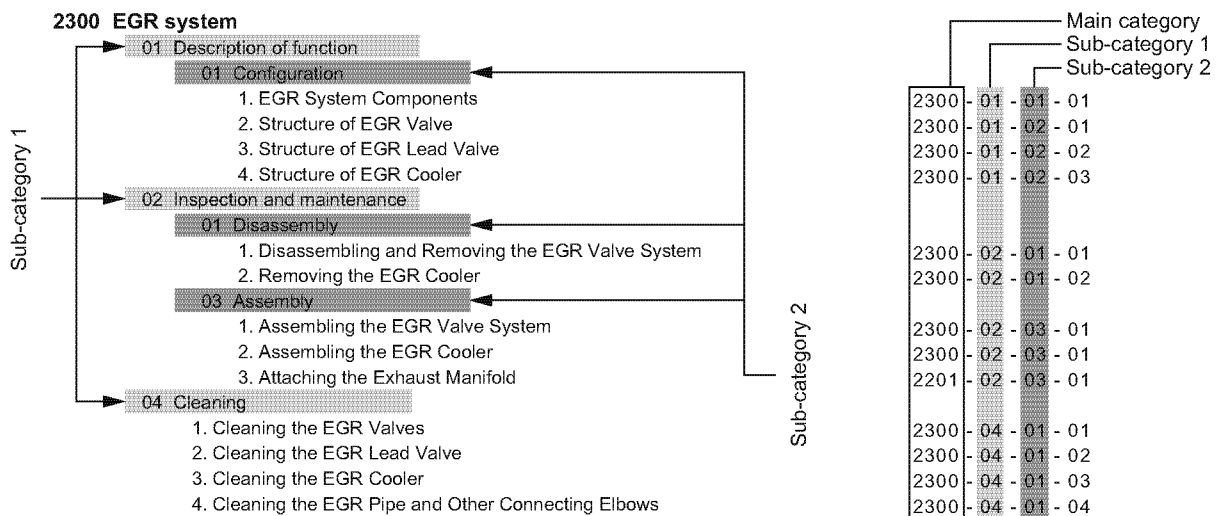 2300 EGR system
Main category
Sub-category 1
Sub-category 2
01 Description of function
01 Configuration
1. EGR System Components 2300 - 01 - 01 - 01
2. Structure of EGR Valve 2300 - 01 - 02 - 01
3. Structure of EGR Lead Valve 2300 - 01 - 02 - 02
4. Structure of EGR Cooler 2300 - 01 - 02 - 03
02 Inspection and maintenance
01 Disassembly
1. Disassembling and Removing the EGR Valve System 2300 - 02 - 01 - 01
2. Removing the EGR Cooler 2300 - 02 - 01 - 02
03 Assembly
1. Assembling the EGR Valve System 2300 - 02 - 03 - 01
2. Assembling the EGR Cooler 2300 - 02 - 03 - 01
3. Attaching the Exhaust Manifold 2201 - 02 - 03 - 01
04 Cleaning
1. Cleaning the EGR Valves 2300 - 04 - 01 - 01
2. Cleaning the EGR Lead Valve 2300 - 04 - 01 - 02
3. Cleaning the EGR Cooler 2300 - 04 - 01 - 03
4. Cleaning the EGR Pipe and Other Connecting Elbows 2300 - 04 - 01 - 04
Sub-category 1
Sub-category 2